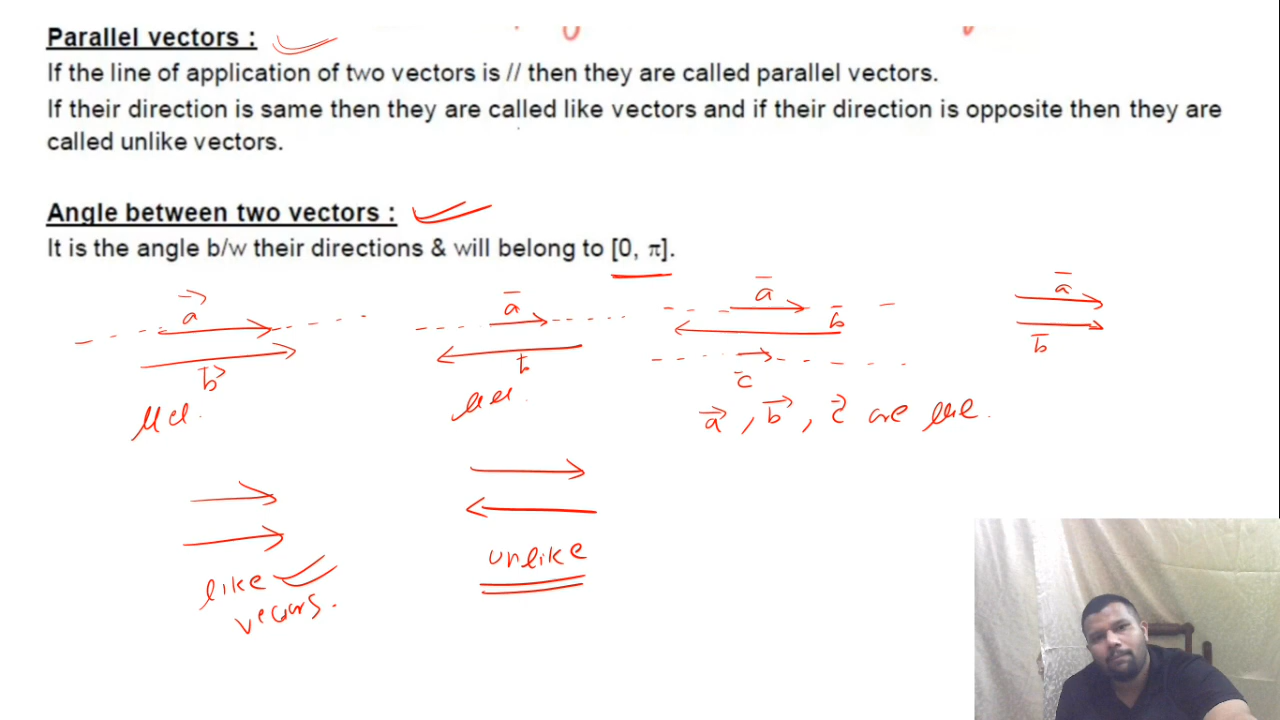 Parallel vectors :
If the line of application of two vectors is // then they are called parallel vectors.
If their direction is same then they are called like vectors and if their direction is opposite then they are
called unlike vectors.
Angle between two vectors :
It is the angle b/w their directions & will belong to [0, π].
a
b
a
b
a
b
c
a
b
a, b, c are
like
vectors.
unlike